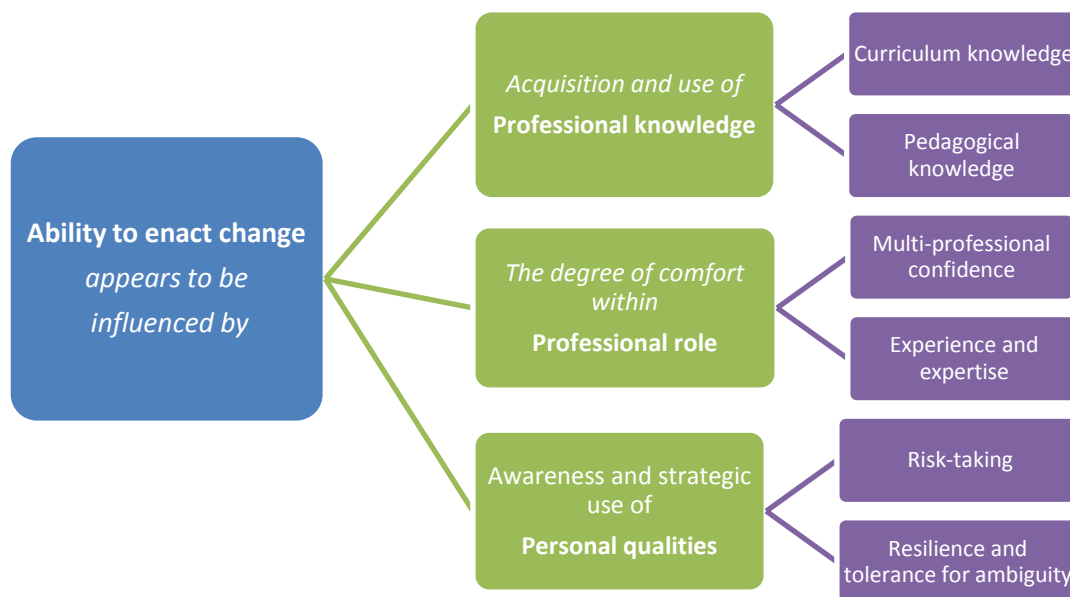 Ability to enact change
appears to be
influenced by
Acquisition and use of
Professional knowledge
Curriculum knowledge
Pedagogical
knowledge
The degree of comfort
within
Professional role
Multi-professional
confidence
Experience and
expertise
Awareness and strategic
use of
Personal qualities
Risk-taking
Resilience and
tolerance for ambiguity